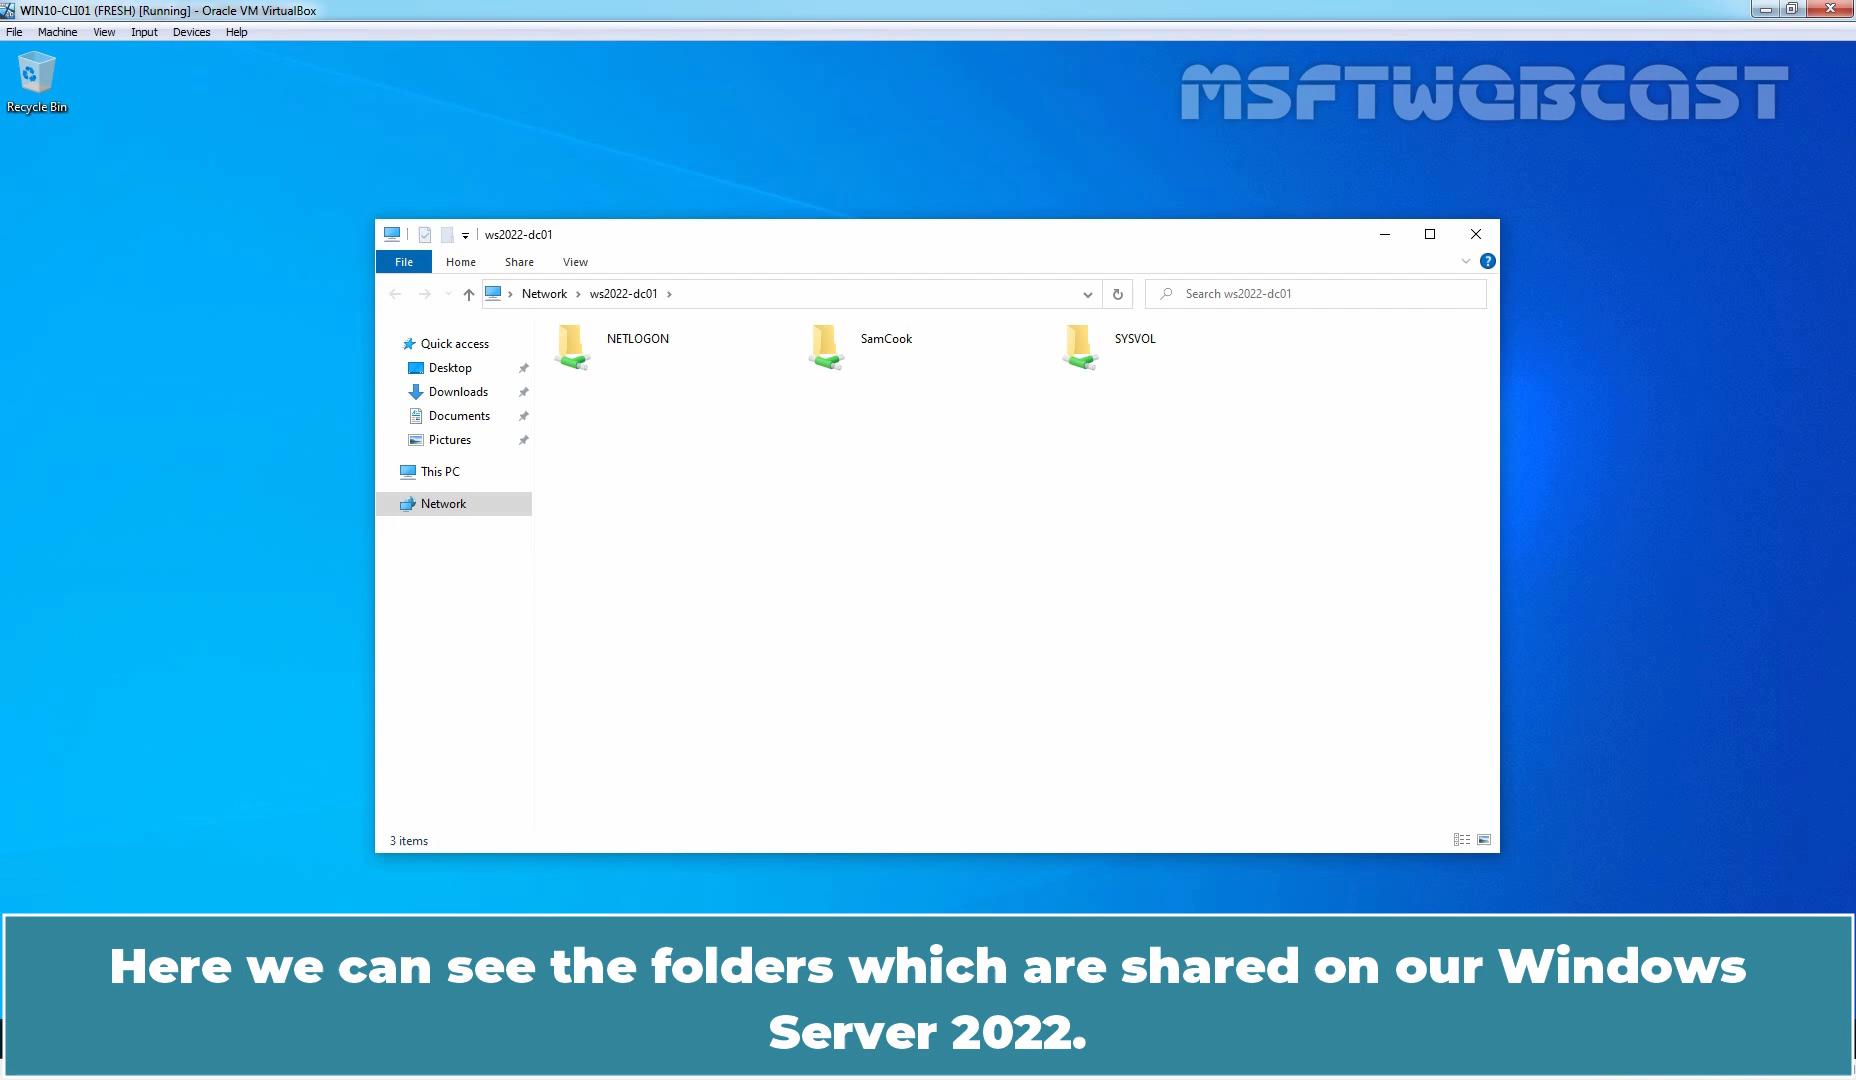 WIN10-CLI01 (FRESH) [Running] - Oracle VM VirtualBox
File Machine View Input Devices Help
Recycle Bin
MSFTWEBCAST
ws2022-dc01
File Home Share View
Network ws2022-dc01
Search ws2022-dc01
Quick access
Desktop
Downloads
Documents
Pictures
This PC
Network
NETLOGON
SamCook
SYSVOL
3 items
Here we can see the folders which are shared on our Windows
Server 2022.